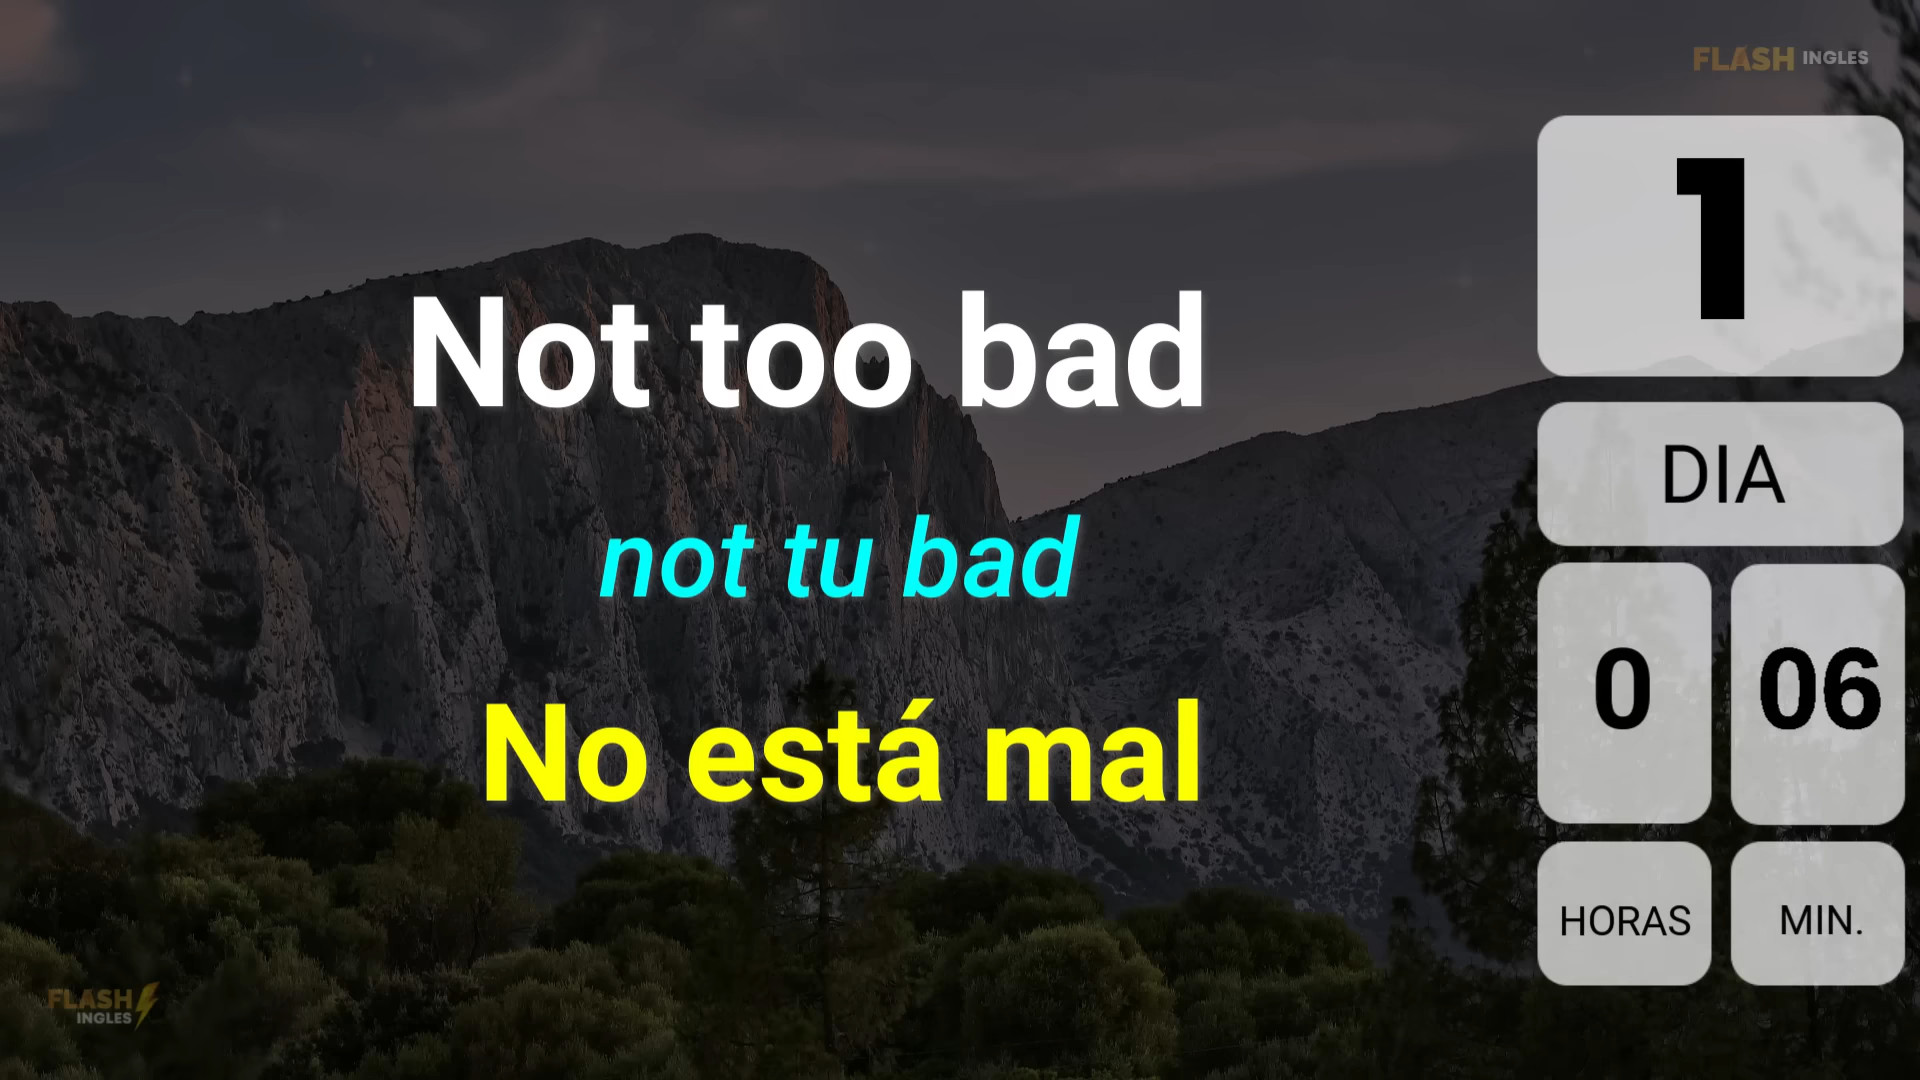 FLASH INGLES
Not too bad
not tu bad
No está mal
1
DIA
0 06
HORAS MIN.
FLASH
INGLES